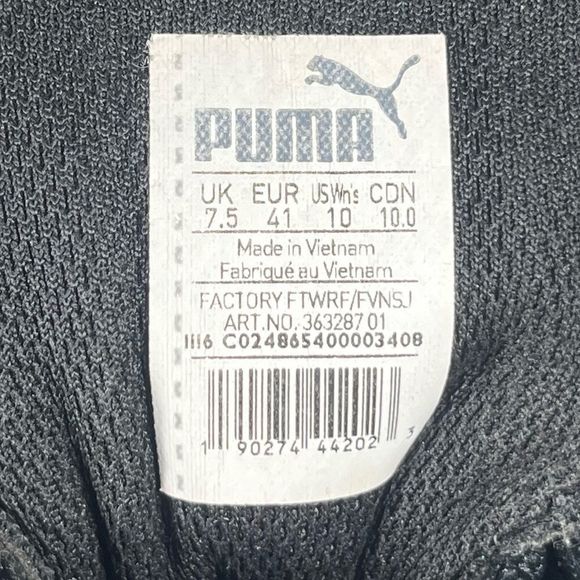 PUMA
UK EUR USWn's CDN
7.5 41 10 10.0
Made in Vietnam
Fabriqué au Vietnam
FACTORY FTWRF/FVNSJ
ART.NO. 363287 01
1116 C024865400003408
1 90274 44202 3